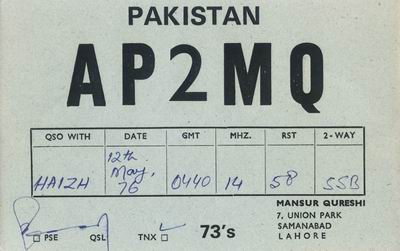 PAKISTAN
AP2MQ
QSO WITH DATE GMT MHZ. RST 2-WAY
HA1ZH 12th May, 76 0440 14 58 SSB
MANSUR QURESHI
7, UNION PARK
SAMANABAD
LAHORE
PSE QSL TNX 73's